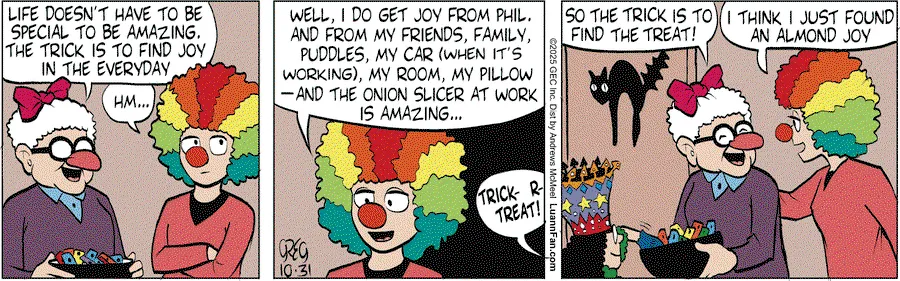 LIFE DOESN'T HAVE TO BE
SPECIAL TO BE AMAZING.
THE TRICK IS TO FIND JOY
IN THE EVERYDAY
HM...
WELL, I DO GET JOY FROM PHIL.
AND FROM MY FRIENDS, FAMILY,
PUDDLES, MY CAR (WHEN IT'S
WORKING), MY ROOM, MY PILLOW
—AND THE ONION SLICER AT WORK
IS AMAZING...
TRICK- R-
TREAT!
GREG
10•31
©2025 GEC Inc. Dist by Andrews McMeel LuannFan.com
SO THE TRICK IS TO
FIND THE TREAT!
I THINK I JUST FOUND
AN ALMOND JOY